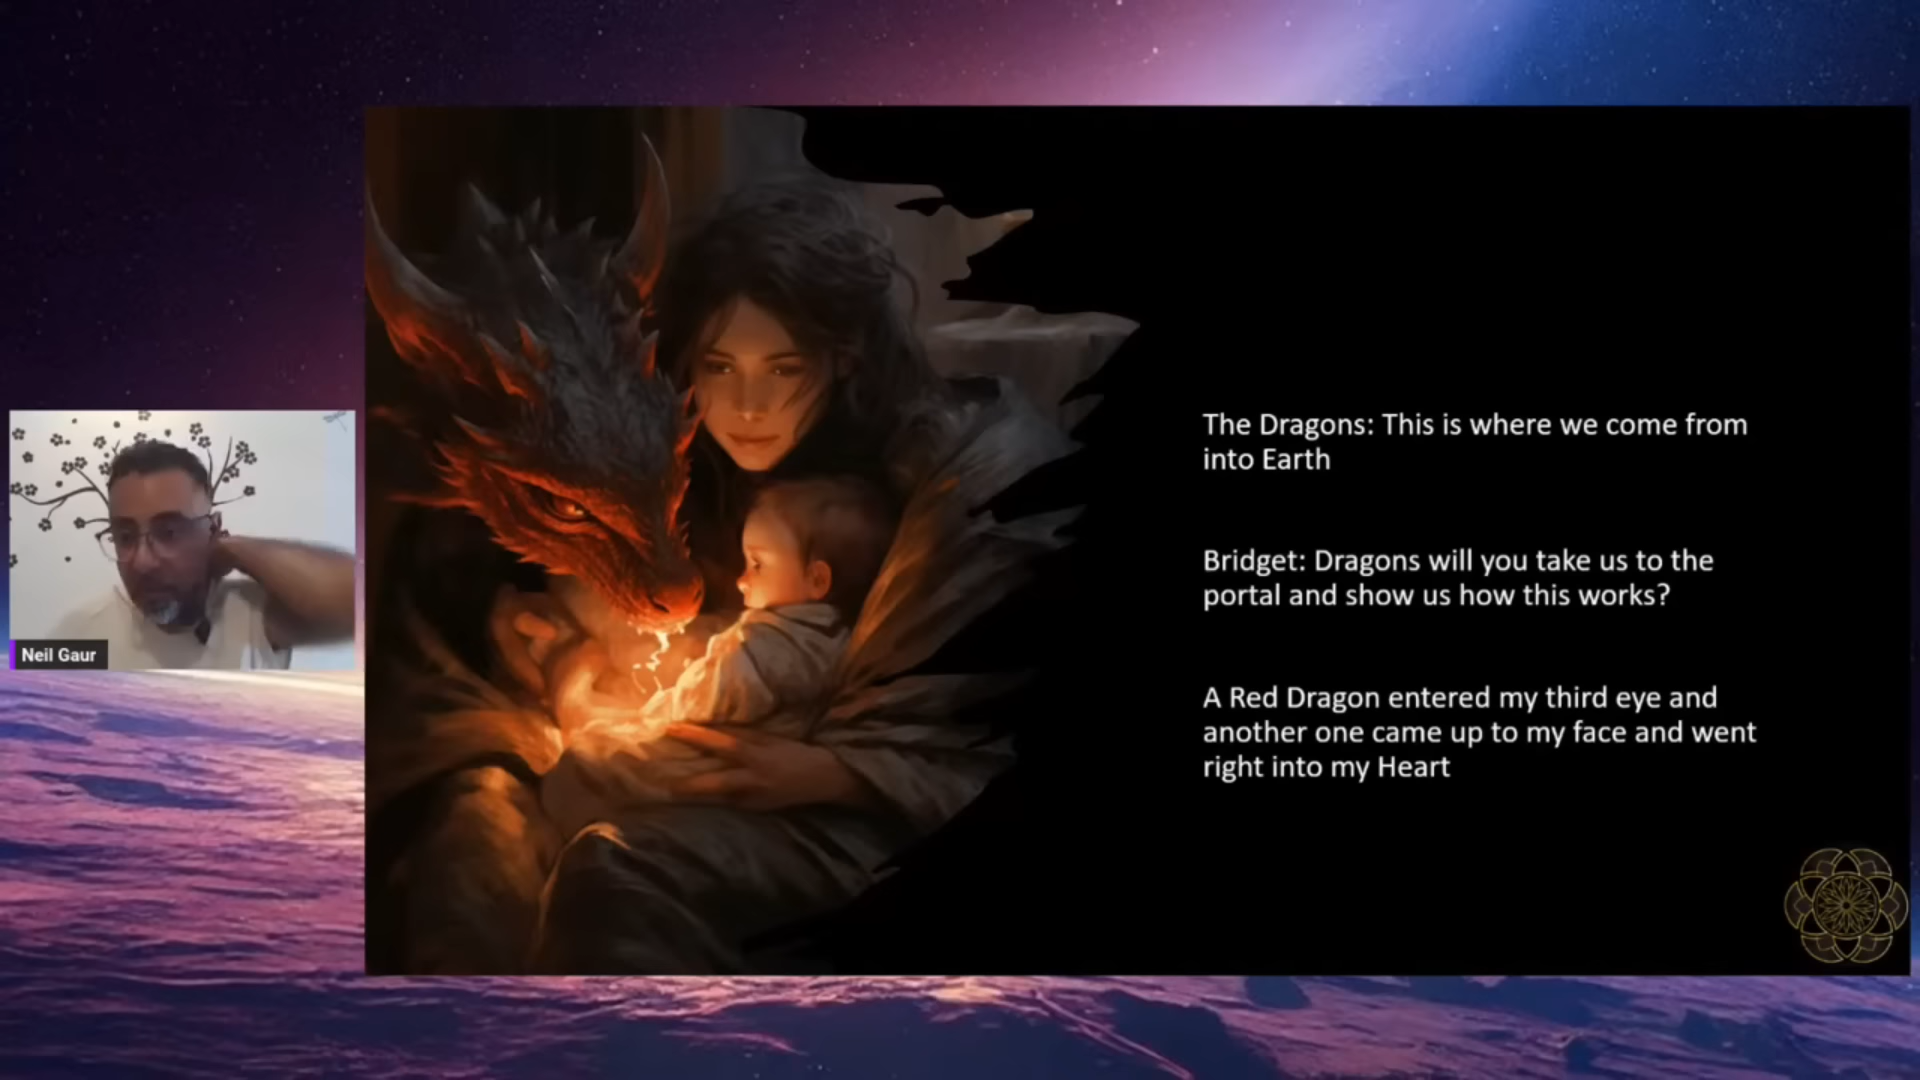 Neil Gaur
The Dragons: This is where we come from
into Earth
Bridget: Dragons will you take us to the
portal and show us how this works?
A Red Dragon entered my third eye and
another one came up to my face and went
right into my Heart